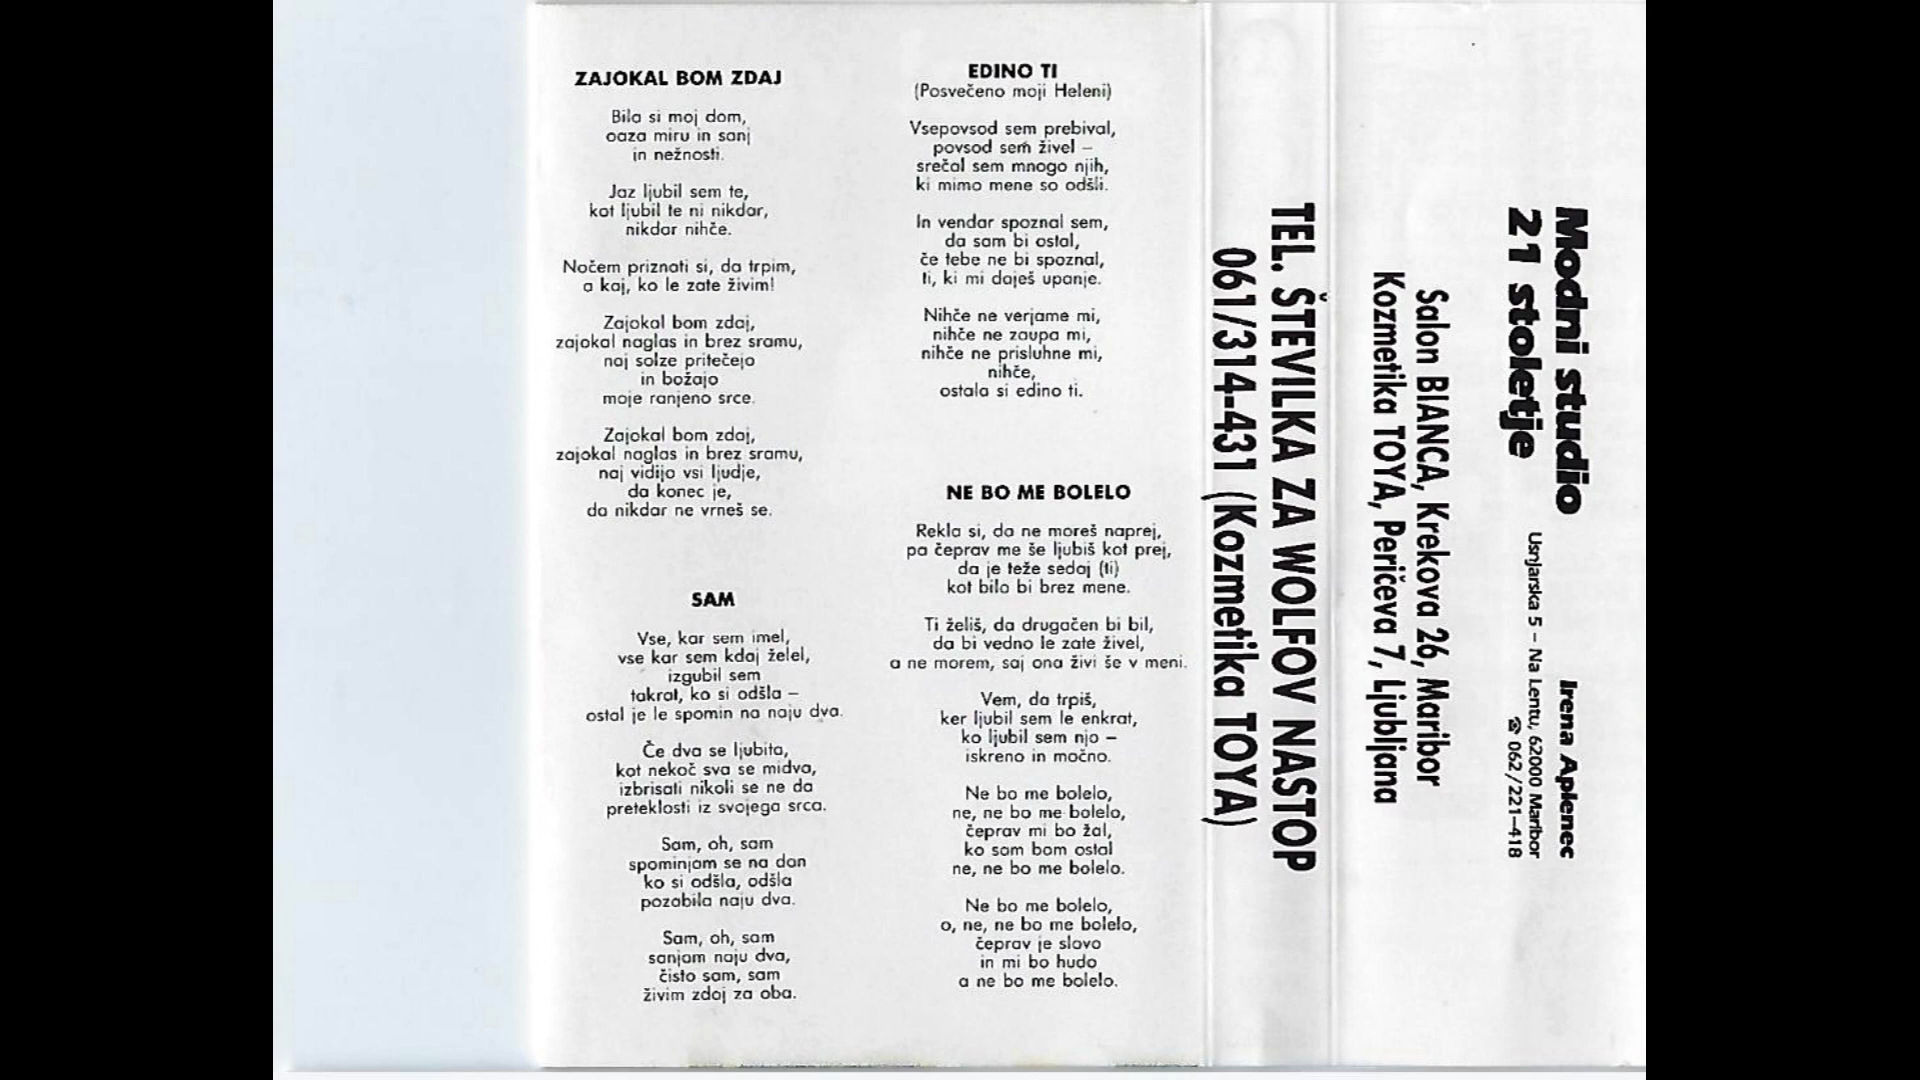 ZAJOKAL BOM ZDAJ
Bila si moj dom,
oaza miru in sanj
in nežnosti.
Jaz ljubil sem te,
kot ljubil te ni nikdar,
nikdar nihče.
Nočem priznati si, da trpim,
a kaj, ko le zate živim!
Zajokal bom zdaj,
zajokal naglas in brez sramu,
naj solze pritečejo
in božajo
moje ranjeno srce.
Zajokal bom zdaj,
zajokal naglas in brez sramu,
naj vidijo vsi ljudje,
da konec je,
da nikdar ne vrneš se.
SAM
Vse, kar sem imel,
vse kar sem kdaj želel,
izgubil sem
takrat, ko si odšla –
ostal je le spomin na naju dva.
Če dva se ljubita,
kot nekoč sva se midva,
izbrisati nikoli se ne da
preteklosti iz svojega srca.
Sam, oh, sam
spominjam se na dan
ko si odšla, odšla
pozabila naju dva.
Sam, oh, sam
sanjam naju dva,
čisto sam, sam
živim zdaj za oba.
EDINO TI
(Posvečeno moji Heleni)
Vsepovsod sem prebival,
povsod sem živel –
srečal sem mnogo njih,
ki mimo mene so odšli.
In vendar spoznal sem,
da sam bi ostal,
če tebe ne bi spoznal,
ti, ki mi daješ upanje.
Nihče ne verjame mi,
nihče ne zaupa mi,
nihče ne prisluhne mi,
nihče,
ostala si edino ti.
NE BO ME BOLELO
Rekla si, da ne moreš naprej,
pa čeprav me še ljubiš kot prej,
da je teže sedaj (ti)
kot bilo bi brez mene.
Ti želiš, da drugačen bi bil,
da bi vedno le zate živel,
a ne morem, saj ona živi še v meni.
Vem, da trpiš,
ker ljubil sem le enkrat,
ko ljubil sem njo –
iskreno in močno.
Ne bo me bolelo,
ne, ne bo me bolelo,
čeprav mi bo žal,
ko sam bom ostal
ne, ne bo me bolelo.
Ne bo me bolelo,
o, ne, ne bo me bolelo,
čeprav je slovo
in mi bo hudo
a ne bo me bolelo.
TEL. ŠTEVILKA ZA WOLFOV NASTOP
061/314-431 (Kozmetika TOYA)
Salon BIANCA, Krekova 26, Maribor
Kozmetika TOYA, Peričeva 7, Ljubljana
Modni studio
21 stoletje
Irena Aplenec
Usnjarska 5 – Na Lentu, 62000 Maribor
☎ 062/221–418